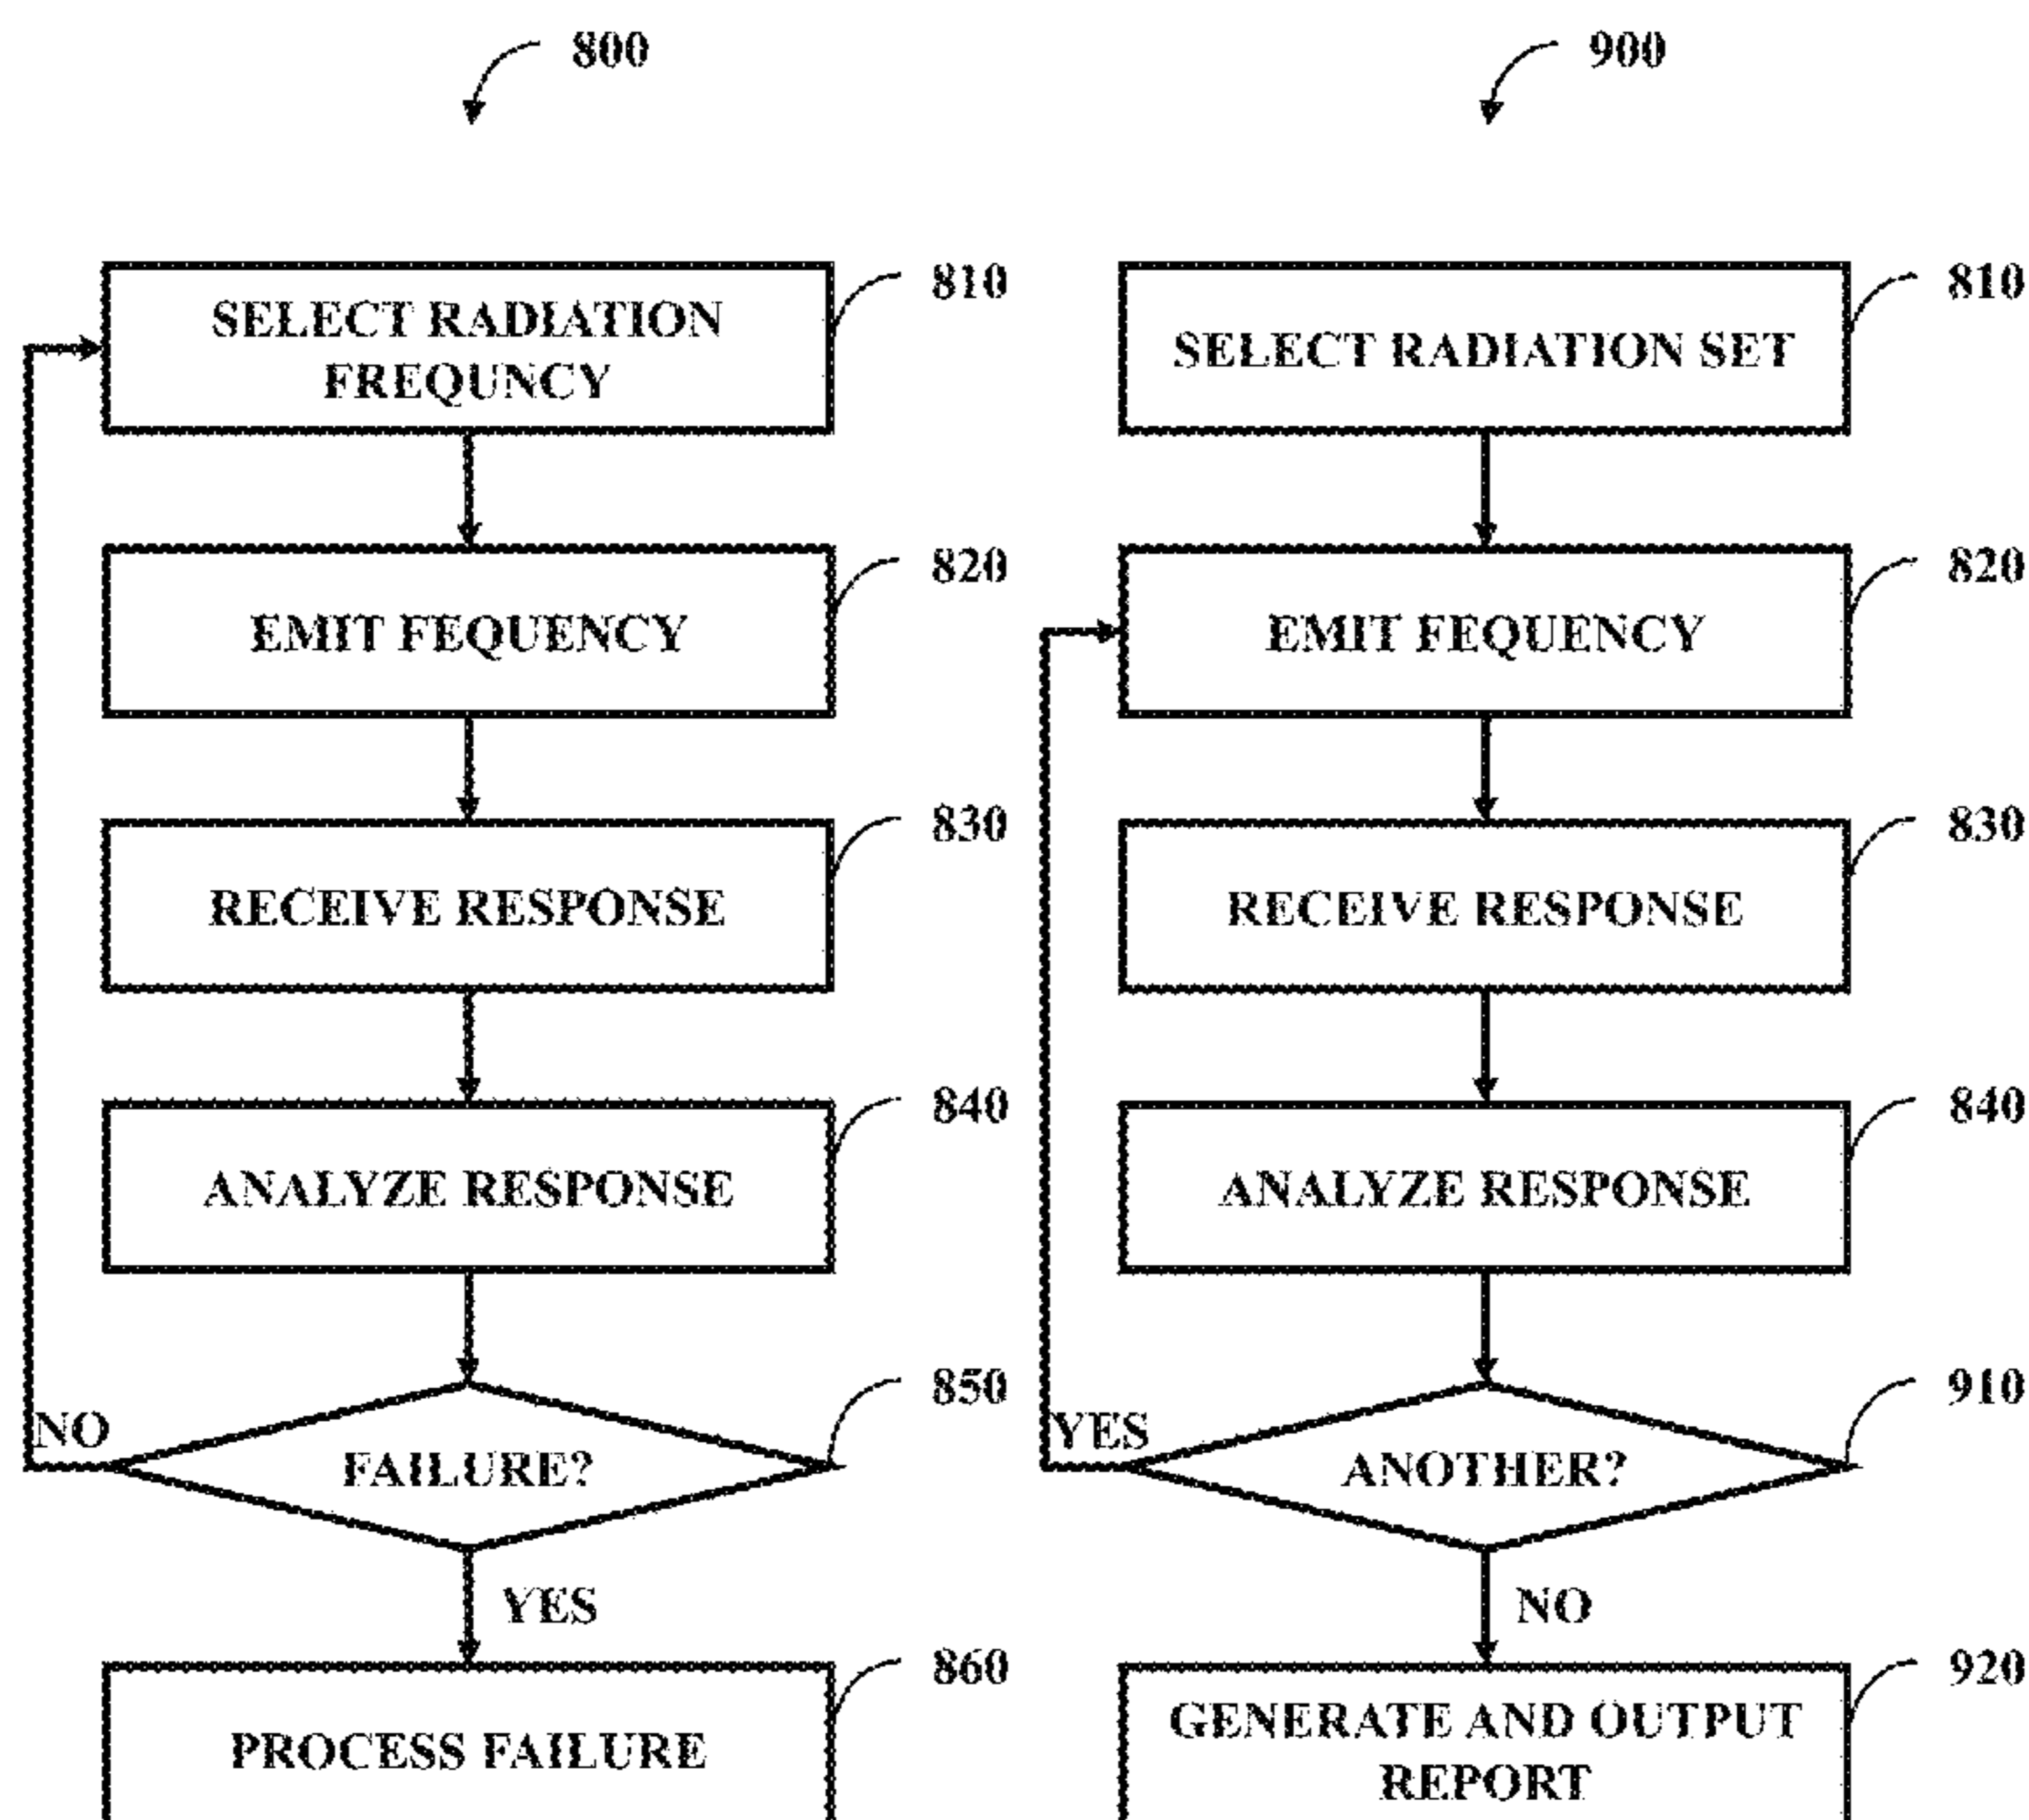 800
SELECT RADIATION
FREQUNCY
810
EMIT FEQUENCY
820
RECEIVE RESPONSE
830
ANALYZE RESPONSE
840
FAILURE?
850
NO
YES
PROCESS FAILURE
860
900
SELECT RADIATION SET
810
EMIT FEQUENCY
820
RECEIVE RESPONSE
830
ANALYZE RESPONSE
840
ANOTHER?
910
YES
NO
GENERATE AND OUTPUT
REPORT
920